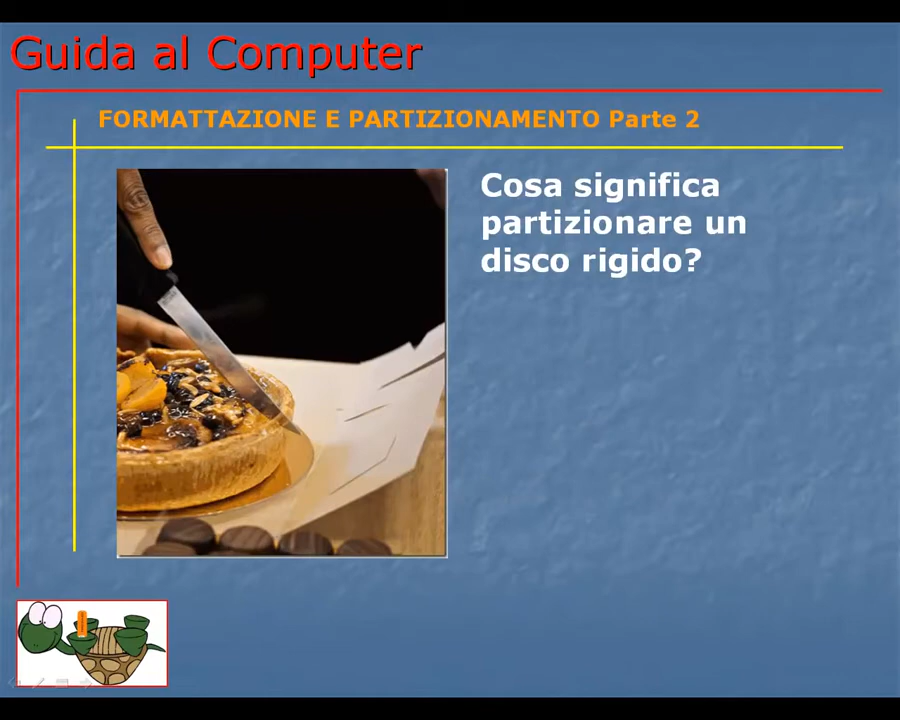 Guida al Computer
FORMATTAZIONE E PARTIZIONAMENTO Parte 2
Cosa significa
partizionare un
disco rigido?